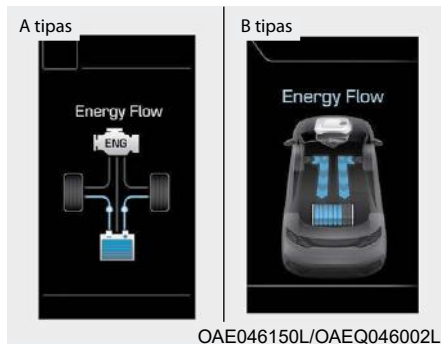 A tipas
B tipas
Energy Flow
ENG
Energy Flow
OAE046150L/OAEQ046002L